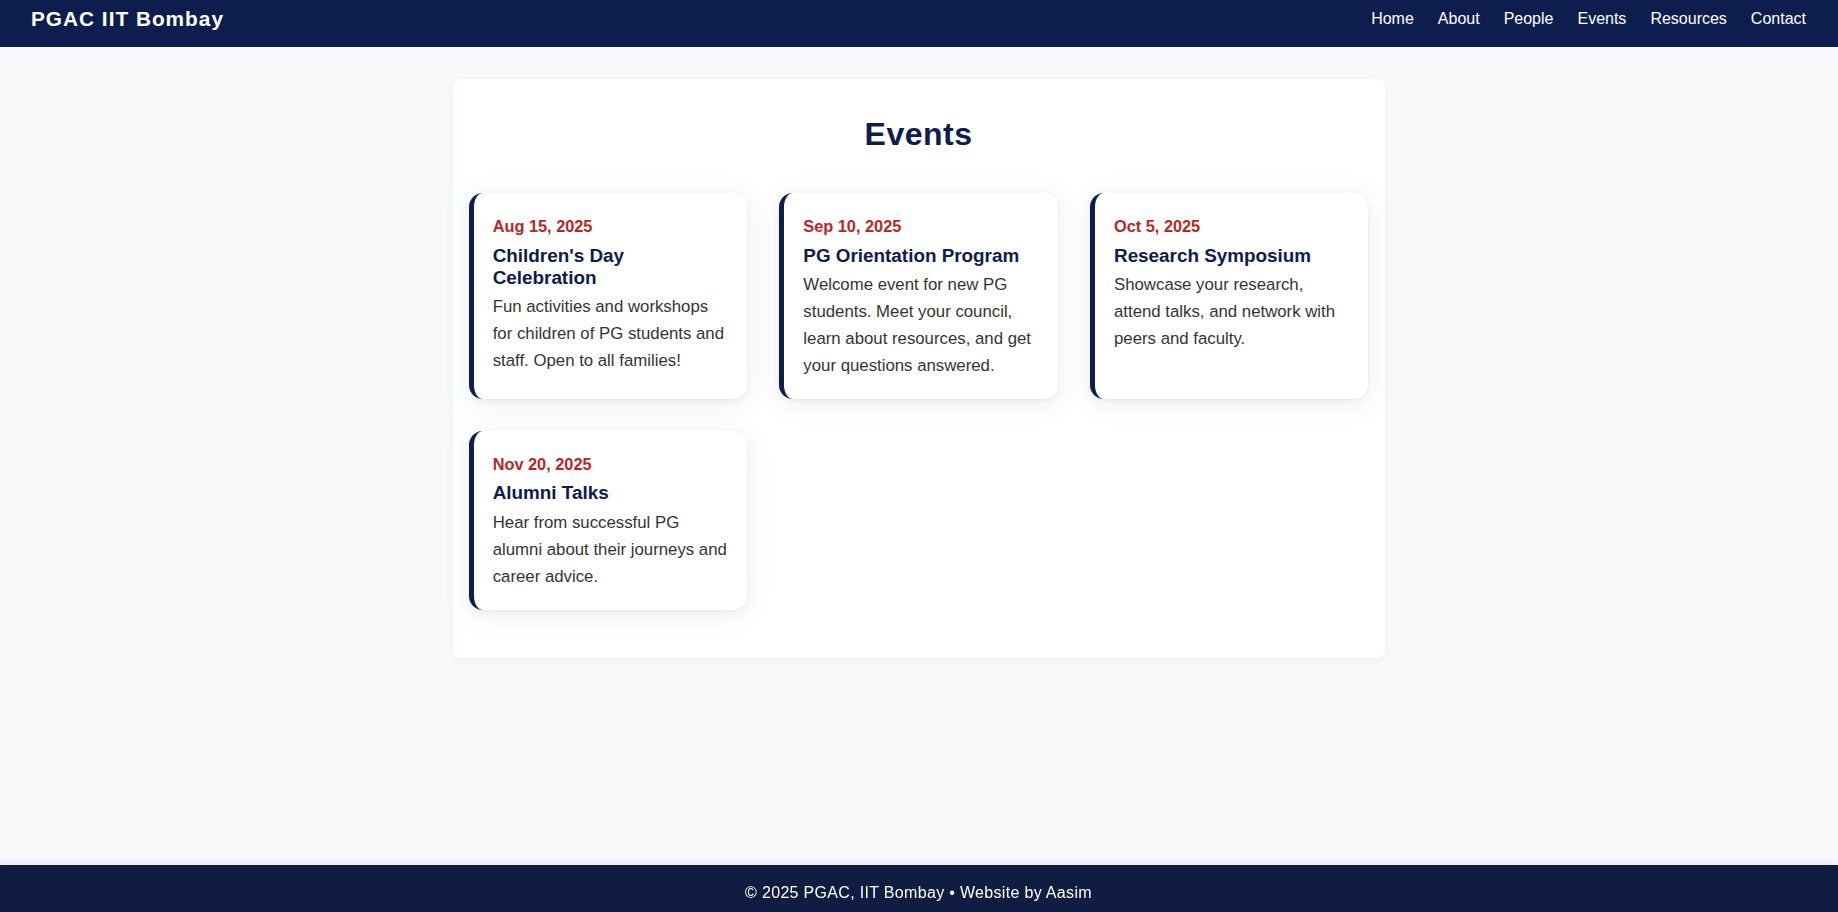 PGAC IIT Bombay
Home About People Events Resources Contact
Events
Aug 15, 2025
Children's Day
Celebration
Fun activities and workshops
for children of PG students and
staff. Open to all families!
Sep 10, 2025
PG Orientation Program
Welcome event for new PG
students. Meet your council,
learn about resources, and get
your questions answered.
Oct 5, 2025
Research Symposium
Showcase your research,
attend talks, and network with
peers and faculty.
Nov 20, 2025
Alumni Talks
Hear from successful PG
alumni about their journeys and
career advice.
© 2025 PGAC, IIT Bombay • Website by Aasim